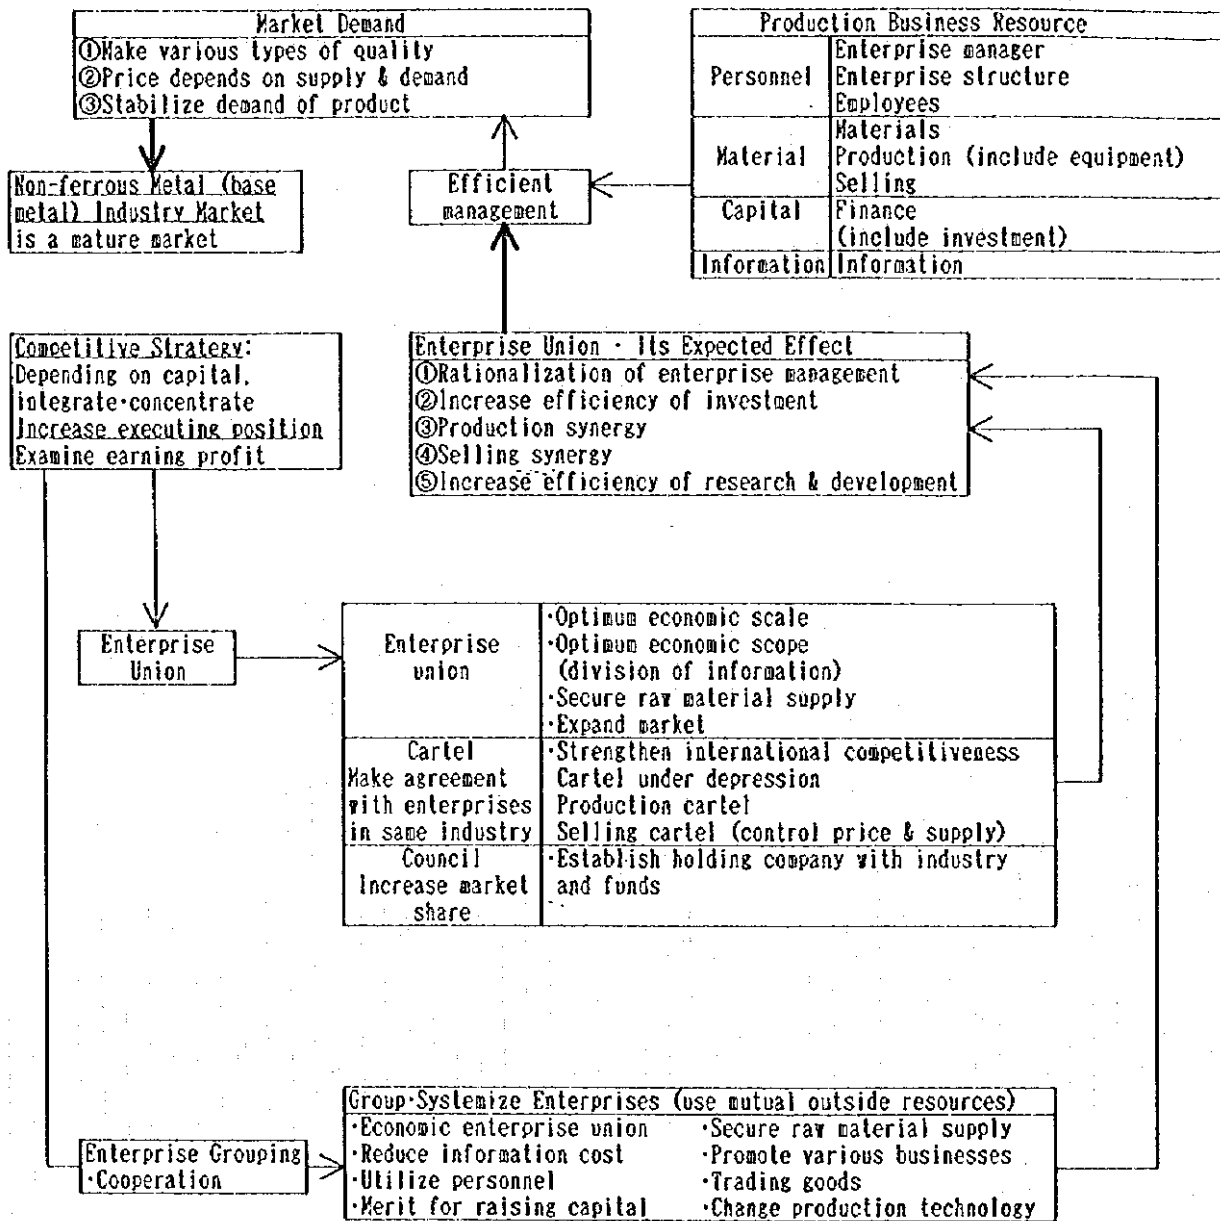 Market Demand
①Make various types of quality
②Price depends on supply & demand
③Stabilize demand of product
Production Business Resource
Personnel
Enterprise manager
Enterprise structure
Employees
Material
Materials
Production (include equipment)
Selling
Capital
Finance
(include investment)
Information
Information
Non-ferrous Metal (base
metal) Industry Market
is a mature market
Efficient
management
Competitive Strategy:
Depending on capital,
integrate·concentrate
Increase executing position
Examine earning profit
Enterprise Union · Its Expected Effect
①Rationalization of enterprise management
②Increase efficiency of investment
③Production synergy
④Selling synergy
⑤Increase efficiency of research & development
Enterprise
Union
Enterprise
union
·Optimum economic scale
·Optimum economic scope
(division of information)
·Secure raw material supply
·Expand market
Cartel
Make agreement
with enterprises
in same industry
·Strengthen international competitiveness
Cartel under depression
Production cartel
Selling cartel (control price & supply)
Council
Increase market
share
·Establish holding company with industry
and funds
Enterprise Grouping
·Cooperation
Group·Systemize Enterprises (use mutual outside resources)
·Economic enterprise union
·Reduce information cost
·Utilize personnel
·Merit for raising capital
·Secure raw material supply
·Promote various businesses
·Trading goods
·Change production technology